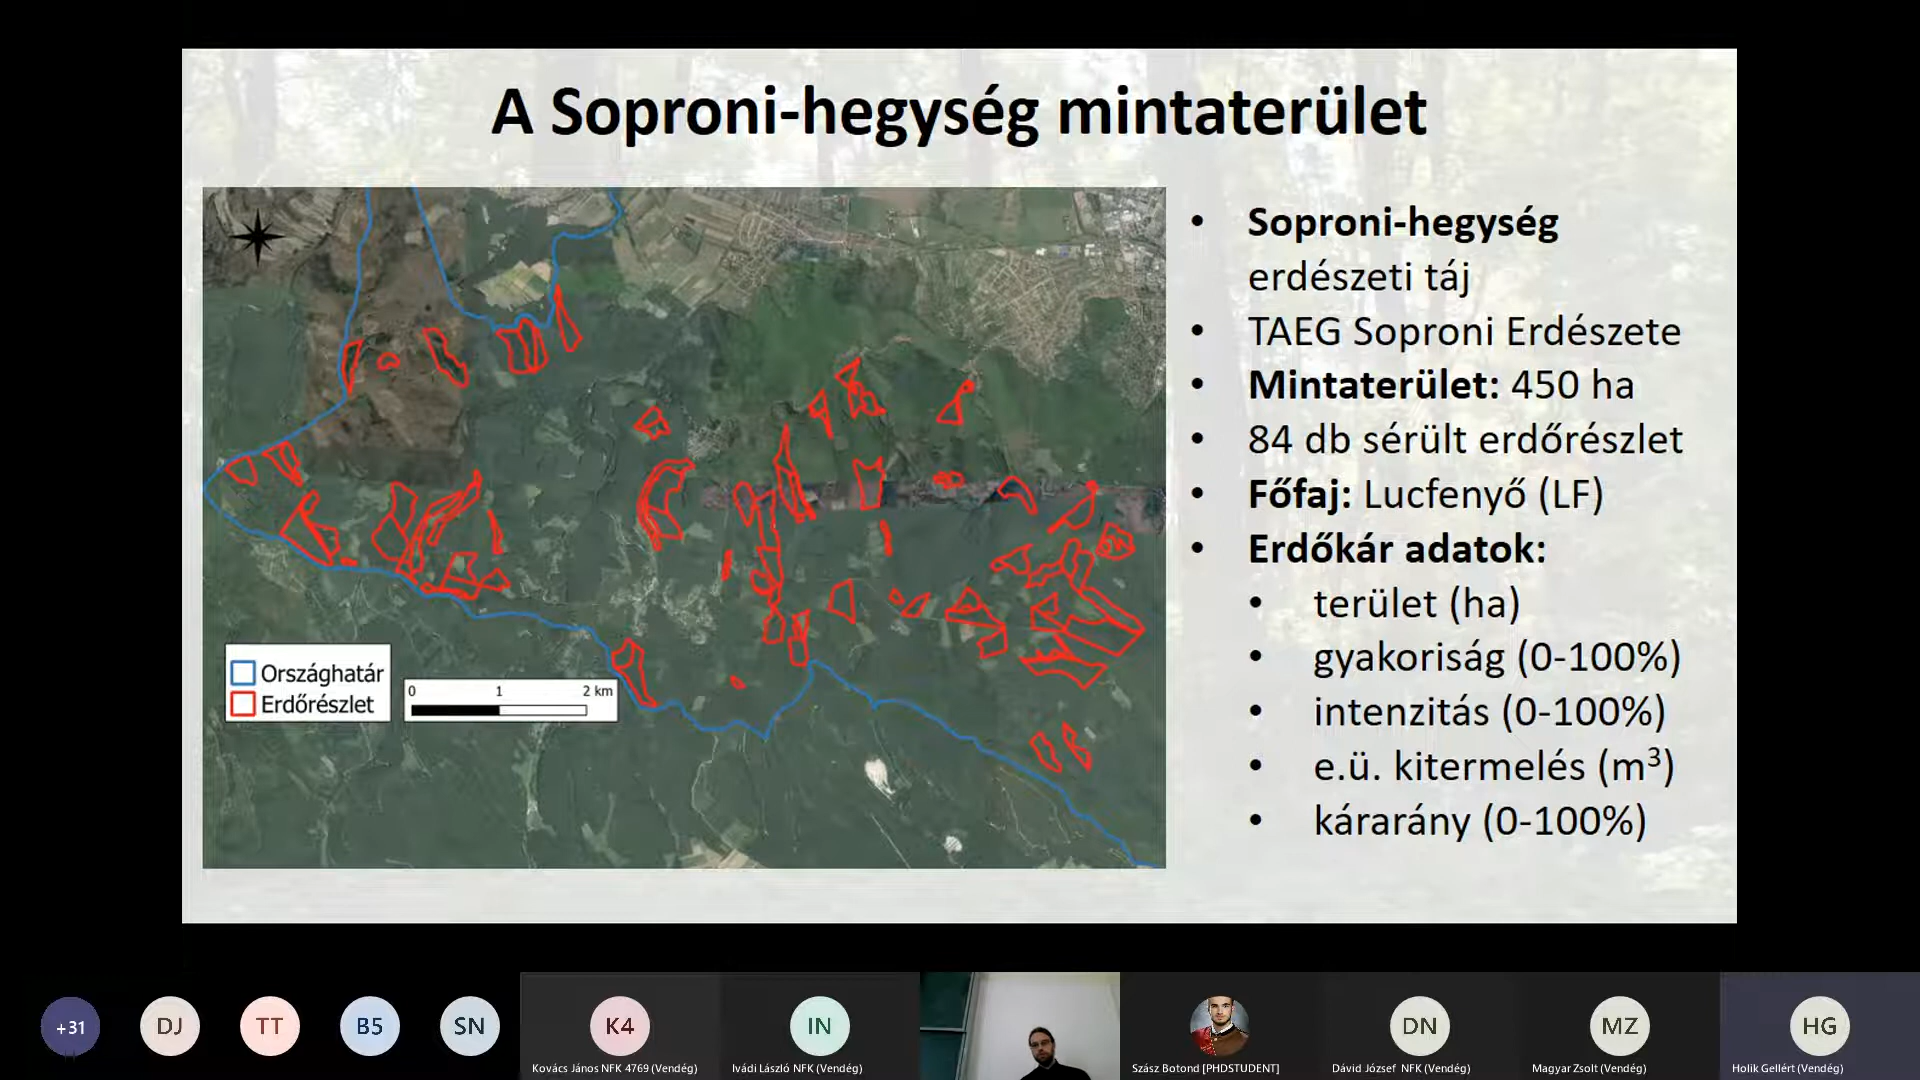 A Soproni-hegység mintaterület
Országhatár
Erdőrészlet
0 1 2 km
• Soproni-hegység
erdészeti táj
• TAEG Soproni Erdészete
• Mintaterület: 450 ha
• 84 db sérült erdőrészlet
• Főfaj: Lucfenyő (LF)
• Erdőkár adatok:
• terület (ha)
• gyakoriság (0-100%)
• intenzitás (0-100%)
• e.ü. kitermelés (m³)
• kárarány (0-100%)
+31
DJ
TT
B5
SN
K4
Kovács János NFK 4769 (Vendég)
IN
Ivádi László NFK (Vendég)
Szász Botond [PHDSTUDENT]
DN
Dávid József NFK (Vendég)
MZ
Magyar Zsolt (Vendég)
HG
Holik Gellért (Vendég)